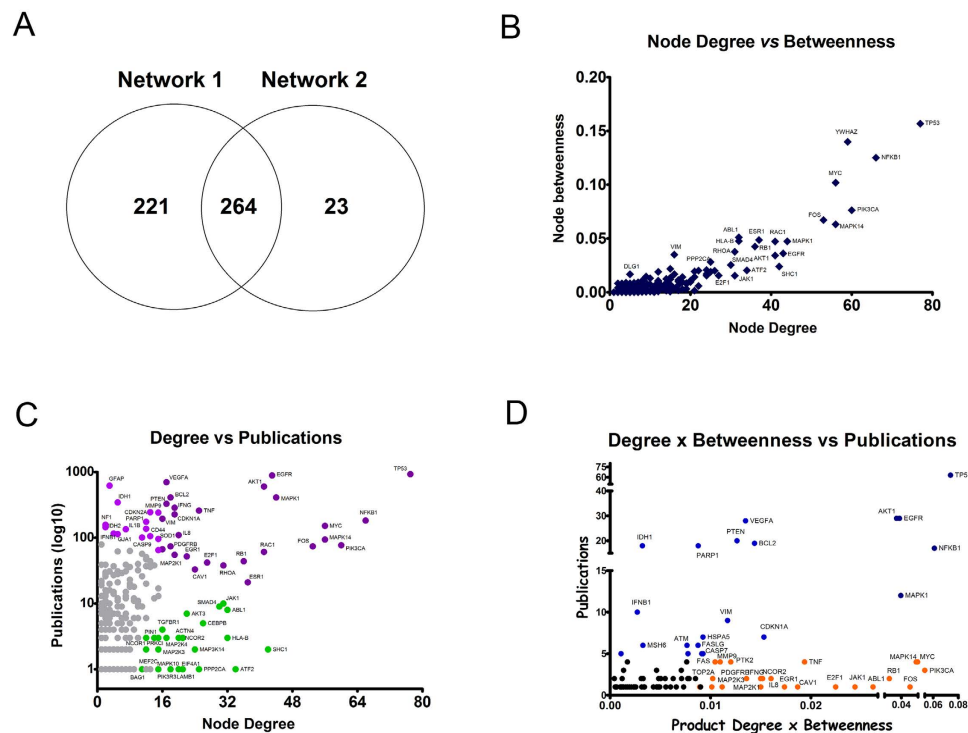 A
Network 1 Network 2
221 264 23
B
Node Degree vs Betweenness
Node betweenness
0.20
0.15
0.10
0.05
0.00
TP53
YWHAZ
NFKB1
MYC
PIK3CA
FOS
MAPK14
ABL1
ESR1
RAC1
HLA-B
MAPK1
RB1
RHOA
VIM
EGFR
AKT1
PPP2CA
SMAD4
ATF2
SHC1
DLG1
E2F1
JAK1
0 20 40 60 80
Node Degree
C
Degree vs Publications
Publications (log10)
1000
100
10
1
TP53
GFAP
VEGFA
EGFR
AKT1
IDH1
PTEN
BCL2
MAPK1
MMP9
IFNG
TNF
CDKN2A
CDKN1A
NFKB1
PARP1
NF1
VIM
IDH2
IL1B
CD44
MYC
IFNB1
GJA1
SOD1
IL8
CASP9
PDGFRB
FOS
MAPK14
PIK3CA
EGR1
RAC1
MAP2K1
E2F1
RB1
CAV1
RHOA
ESR1
SMAD4
JAK1
AKT3
ABL1
TGFBR1
CEBPB
PIN1
ACTN4
NCOR1
PRKCI
NCOR2
HLA-B
MAP2K4
MAP2K3
MAP3K14
SHC1
MEF2C
MAPK10
EIF4A1
PPP2CA
ATF2
BAG1
PIK3R3
LAMB1
0 16 32 48 64 80
Node Degree
D
Degree x Betweenness vs Publications
Publications
75
50
30
20
10
5
0
TP5
AKT1
EGFR
VEGFA
PTEN
BCL2
IDH1
PARP1
NFKB1
MAPK1
IFNB1
VIM
CDKN1A
HSPA5
ATM
FASLG
MSH6
CASP7
MMP9
FAS
PTK2
TNF
MAPK14
MYC
TOP2A
PDGFRB
IFNG
NCOR2
RB1
PIK3CA
MAP2K3
MAP2K1
IL8
EGR1
CAV1
E2F1
JAK1
ABL1
FOS
0.01 0.02 0.04 0.06 0.08
Product Degree x Betweenness